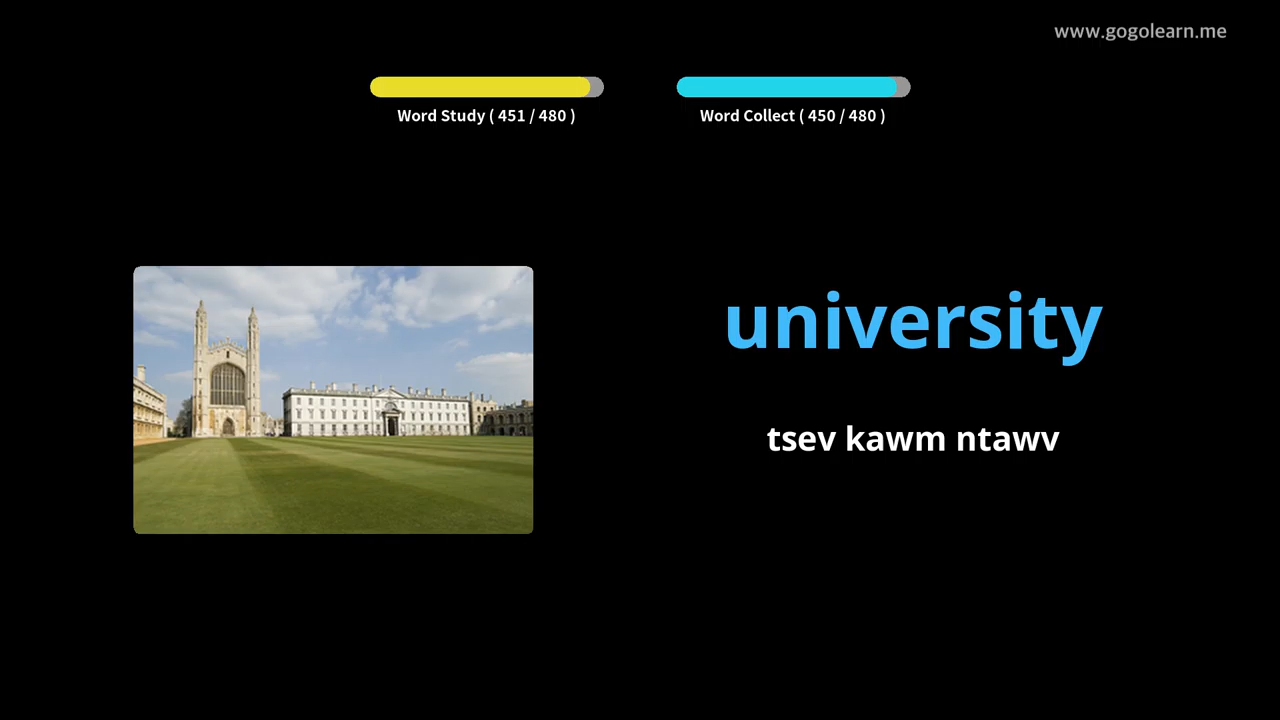 www.gogolearn.me
Word Study ( 451 / 480 )
Word Collect ( 450 / 480 )
university
tsev kawm ntawv